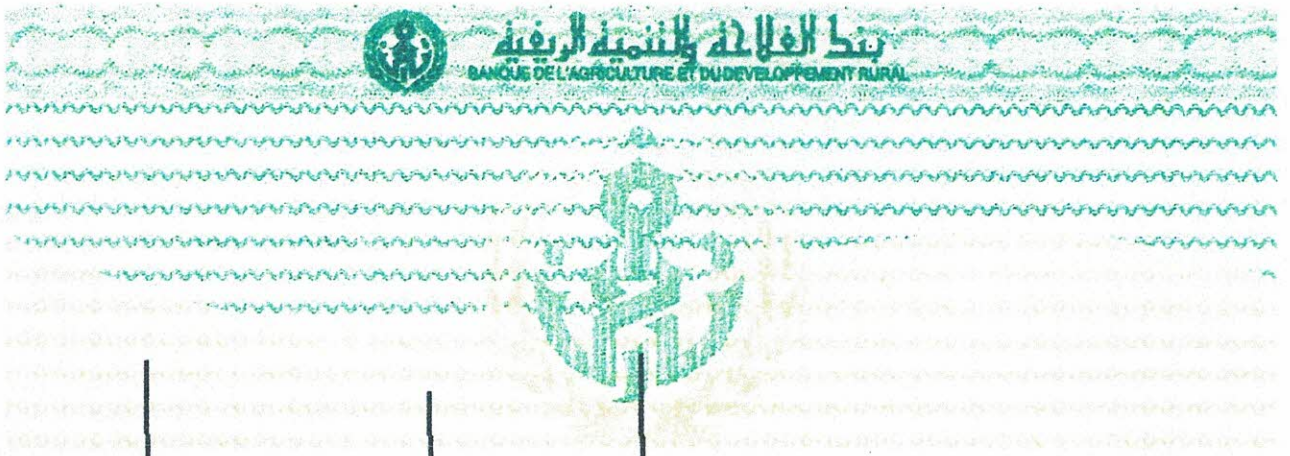 بنك الفلاحة والتنمية الريفية
BANQUE DE L'AGRICULTURE ET DU DEVELOPPEMENT RURAL